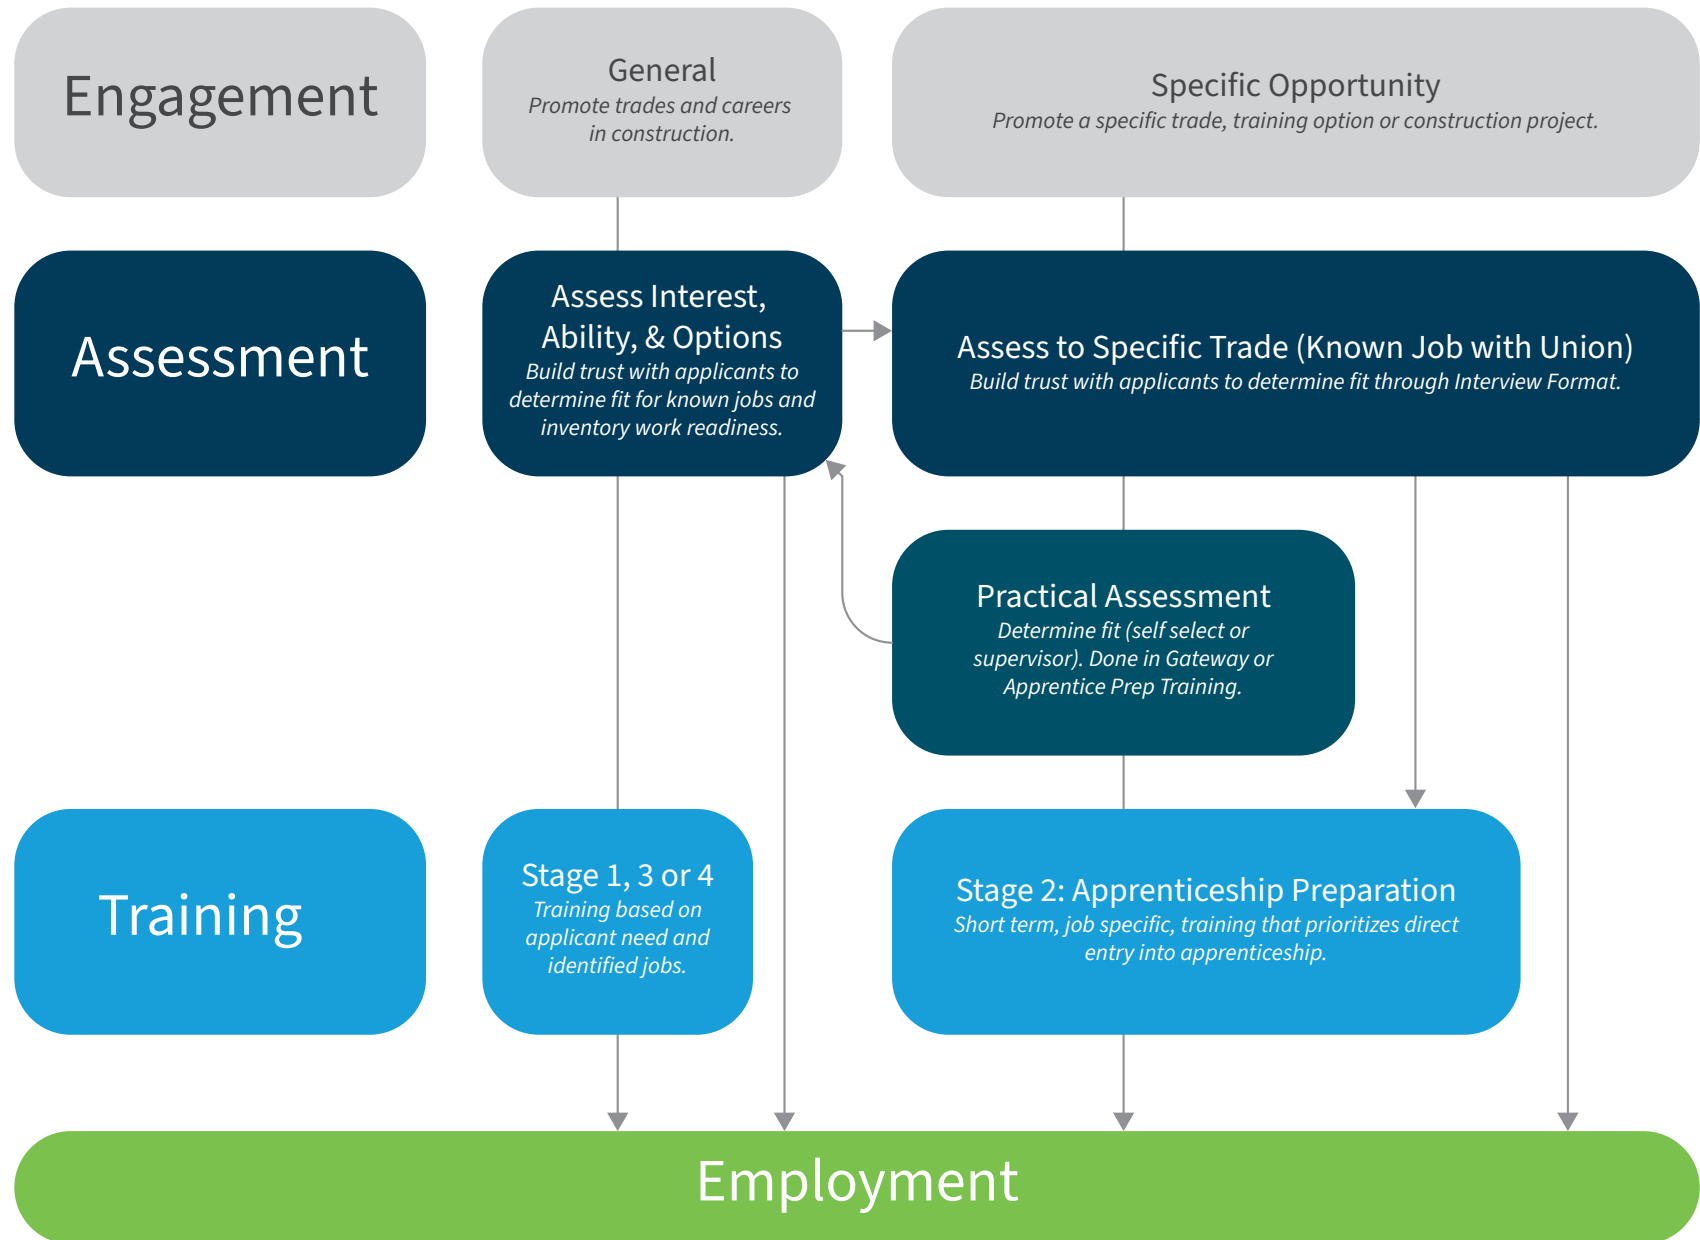 Engagement
General
Promote trades and careers
in construction.
Specific Opportunity
Promote a specific trade, training option or construction project.
Assessment
Assess Interest,
Ability, & Options
Build trust with applicants to
determine fit for known jobs and
inventory work readiness.
Assess to Specific Trade (Known Job with Union)
Build trust with applicants to determine fit through Interview Format.
Practical Assessment
Determine fit (self select or
supervisor). Done in Gateway or
Apprentice Prep Training.
Training
Stage 1, 3 or 4
Training based on
applicant need and
identified jobs.
Stage 2: Apprenticeship Preparation
Short term, job specific, training that prioritizes direct
entry into apprenticeship.
Employment